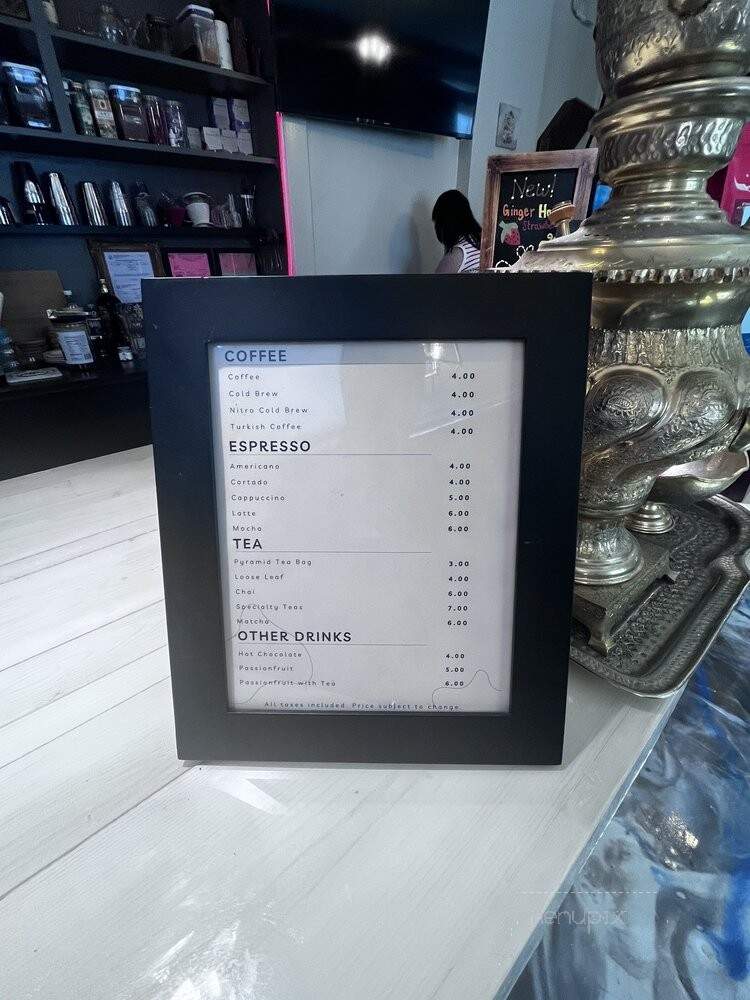 New!
Ginger
COFFEE
Coffee 4.00
Cold Brew 4.00
Nitro Cold Brew 4.00
Turkish Coffee 4.00
ESPRESSO
Americano 4.00
Cortado 4.00
Cappuccino 5.00
Latte 6.00
Mocha 6.00
TEA
Pyramid Tea Bag 3.00
Loose Leaf 4.00
Chai 6.00
Specialty Teas 7.00
Matcha 6.00
OTHER DRINKS
Hot Chocolate 4.00
Passionfruit 5.00
Passionfruit with Tea 6.00
All taxes included. Price subject to change.
menupix